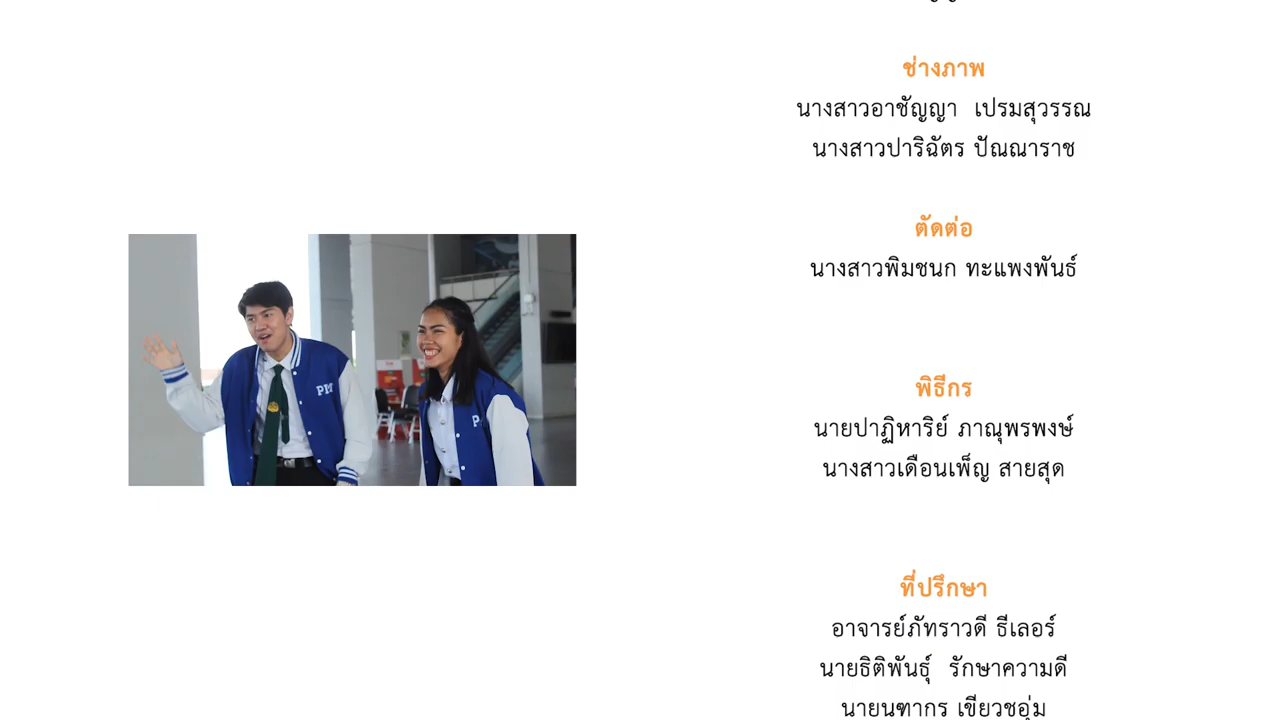 ช่างภาพ
นางสาวอาชัญญา เปรมสุวรรณ
นางสาวปาริฉัตร ปัณณาราช
ตัดต่อ
นางสาวพิมชนก ทะแพงพันธ์
พิธีกร
นายปาฏิหาริย์ ภาณุพรพงษ์
นางสาวเดือนเพ็ญ สายสุด
ที่ปรึกษา
อาจารย์ภัทราวดี ธีเลอร์
นายธิติพันธุ์ รักษาความดี
นายนฑากร เขียวชอุ่ม